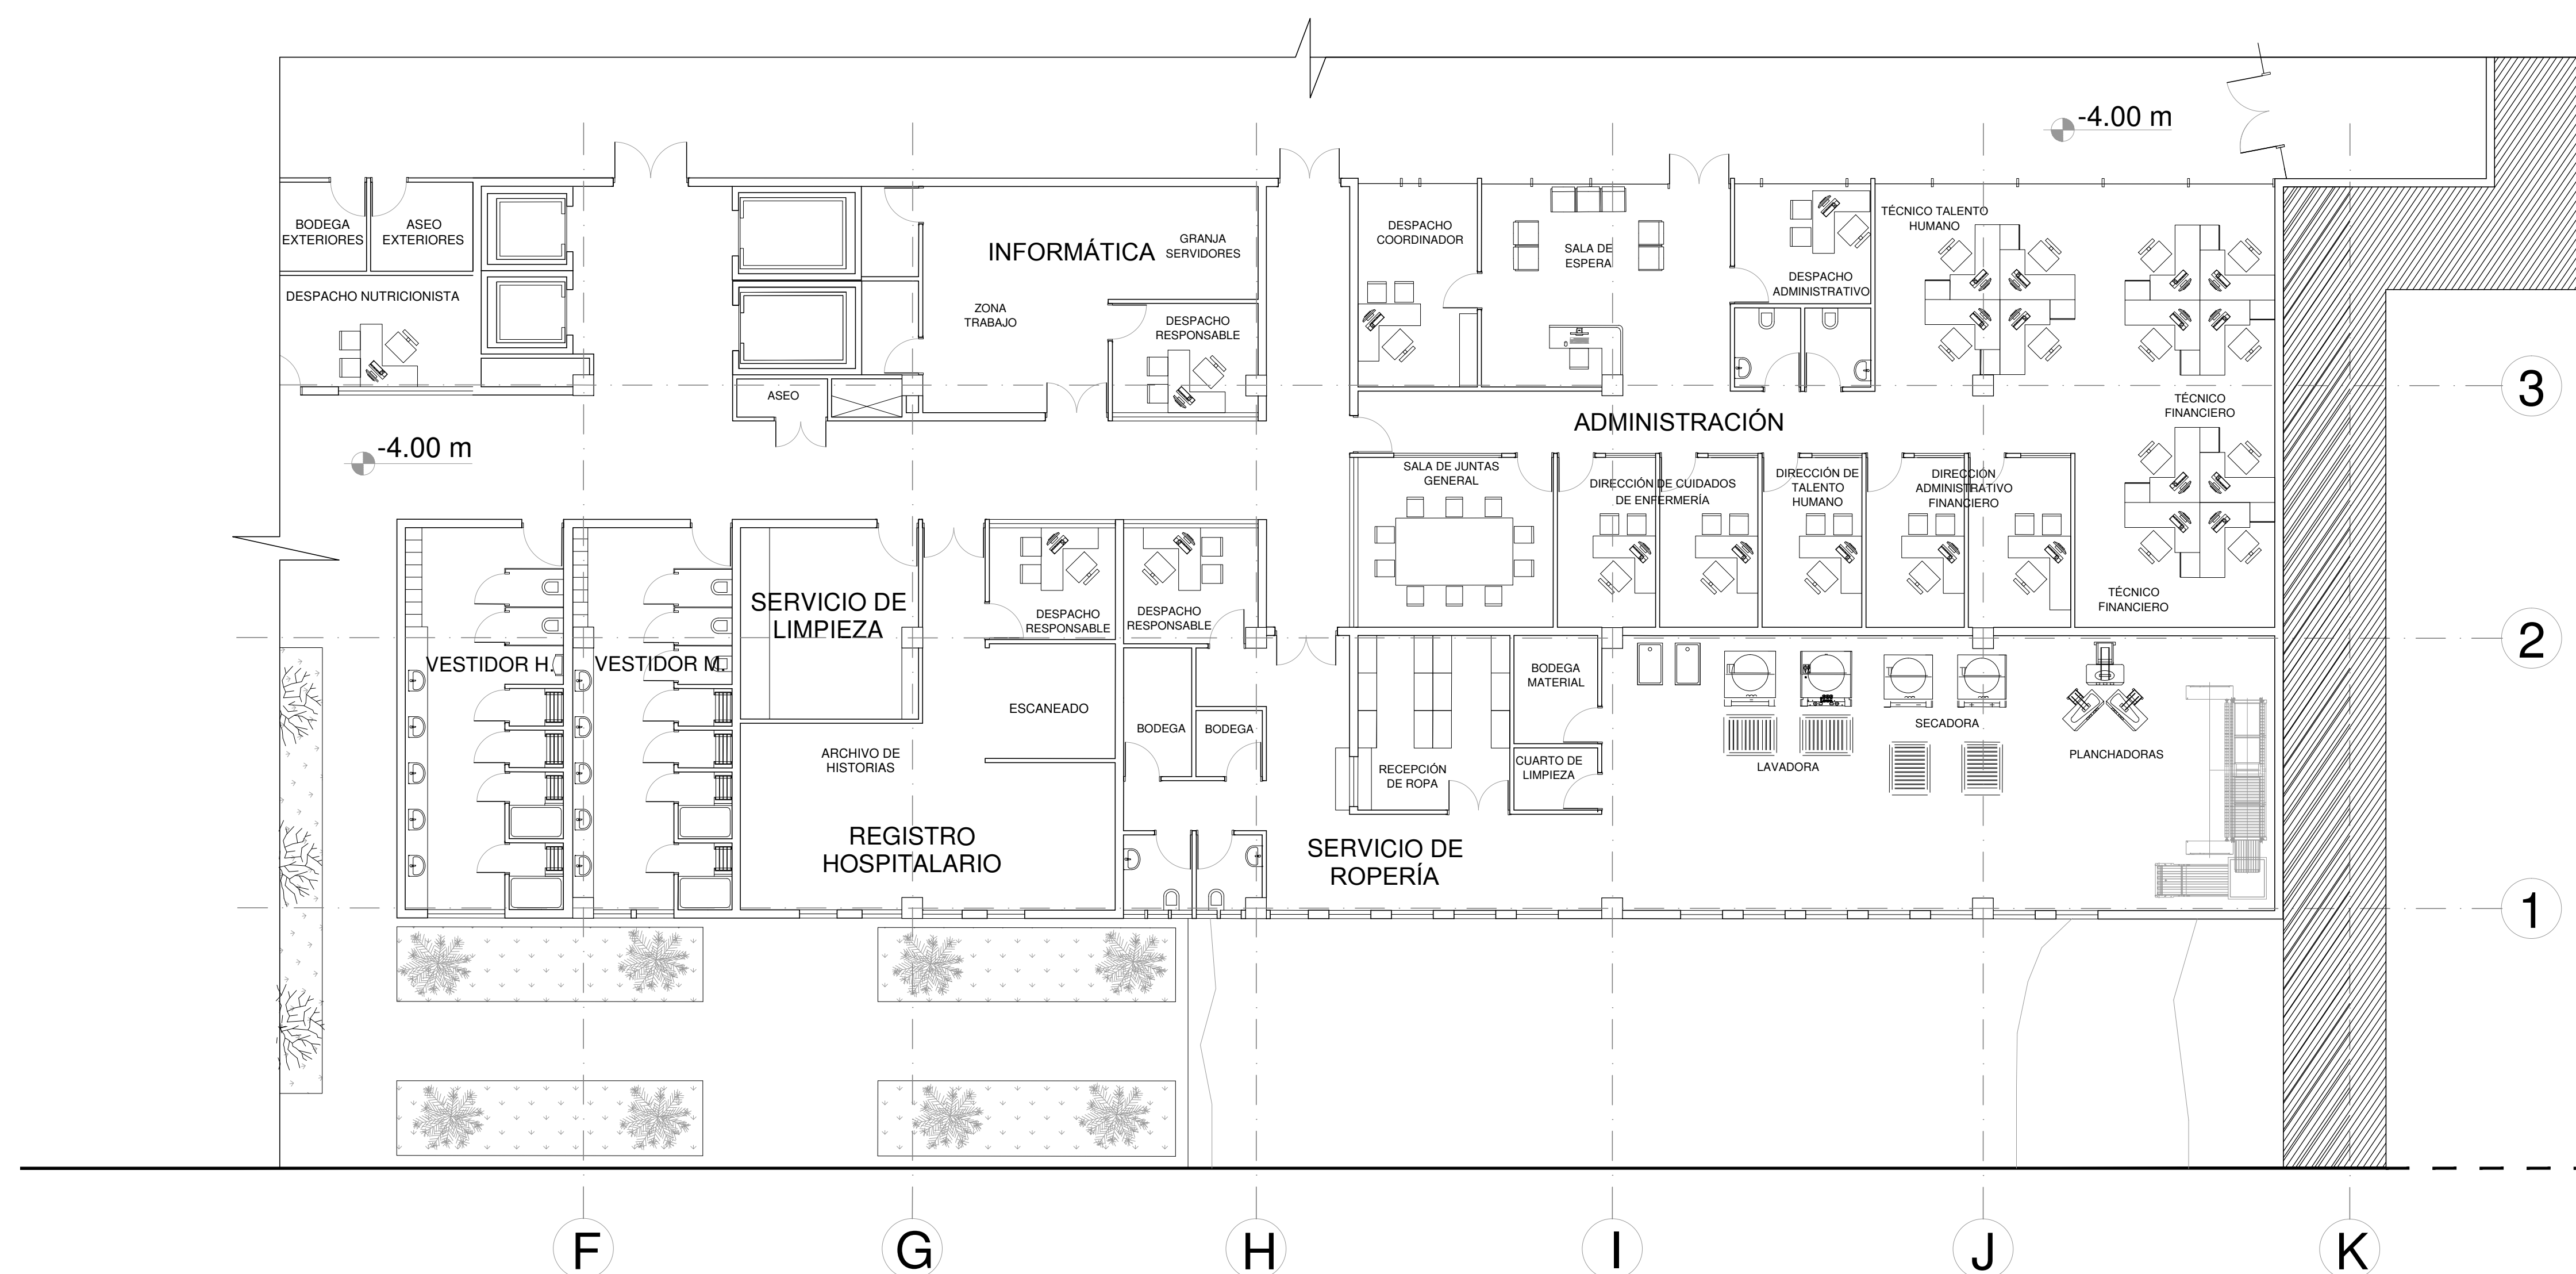 -4.00 m
BODEGA
EXTERIORES
ASEO
EXTERIORES
DESPACHO NUTRICIONISTA
INFORMÁTICA
GRANJA
SERVIDORES
ZONA
TRABAJO
DESPACHO
RESPONSABLE
ASEO
DESPACHO
COORDINADOR
SALA DE
ESPERA
DESPACHO
ADMINISTRATIVO
TÉCNICO TALENTO
HUMANO
TÉCNICO
FINANCIERO
3
ADMINISTRACIÓN
-4.00 m
SALA DE JUNTAS
GENERAL
DIRECCIÓN DE CUIDADOS
DE ENFERMERÍA
DIRECCIÓN DE
TALENTO
HUMANO
DIRECCIÓN
ADMINISTRATIVO
FINANCIERO
TÉCNICO
FINANCIERO
SERVICIO DE
LIMPIEZA
DESPACHO
RESPONSABLE
DESPACHO
RESPONSABLE
2
VESTIDOR H.
VESTIDOR M.
ESCANEADO
BODEGA
BODEGA
ARCHIVO DE
HISTORIAS
REGISTRO
HOSPITALARIO
RECEPCIÓN
DE ROPA
BODEGA
MATERIAL
CUARTO DE
LIMPIEZA
LAVADORA
SECADORA
PLANCHADORAS
SERVICIO DE
ROPERÍA
1
F
G
H
I
J
K